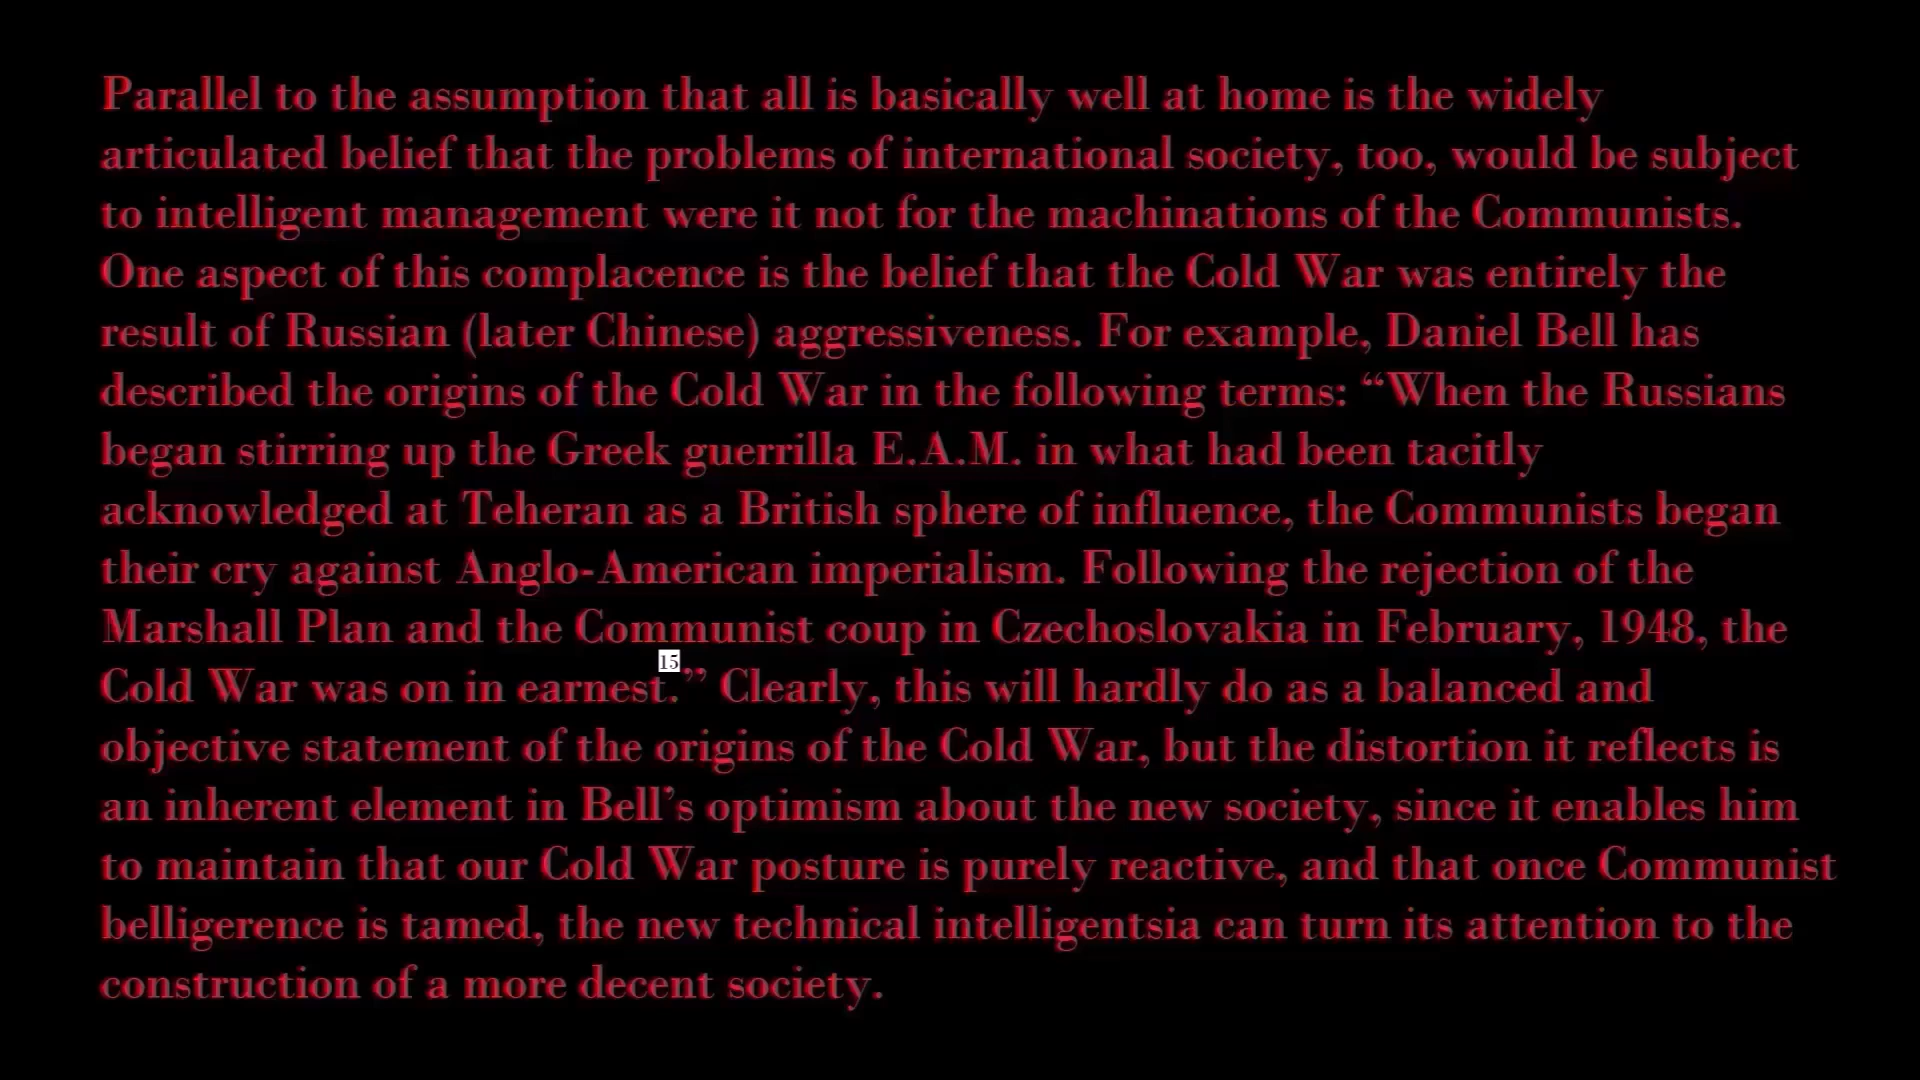 Parallel to the assumption that all is basically well at home is the widely
articulated belief that the problems of international society, too, would be subject
to intelligent management were it not for the machinations of the Communists.
One aspect of this complacence is the belief that the Cold War was entirely the
result of Russian (later Chinese) aggressiveness. For example, Daniel Bell has
described the origins of the Cold War in the following terms: “When the Russians
began stirring up the Greek guerrilla E.A.M. in what had been tacitly
acknowledged at Teheran as a British sphere of influence, the Communists began
their cry against Anglo-American imperialism. Following the rejection of the
Marshall Plan and the Communist coup in Czechoslovakia in February, 1948, the
Cold War was on in earnest.15” Clearly, this will hardly do as a balanced and
objective statement of the origins of the Cold War, but the distortion it reflects is
an inherent element in Bell’s optimism about the new society, since it enables him
to maintain that our Cold War posture is purely reactive, and that once Communist
belligerence is tamed, the new technical intelligentsia can turn its attention to the
construction of a more decent society.